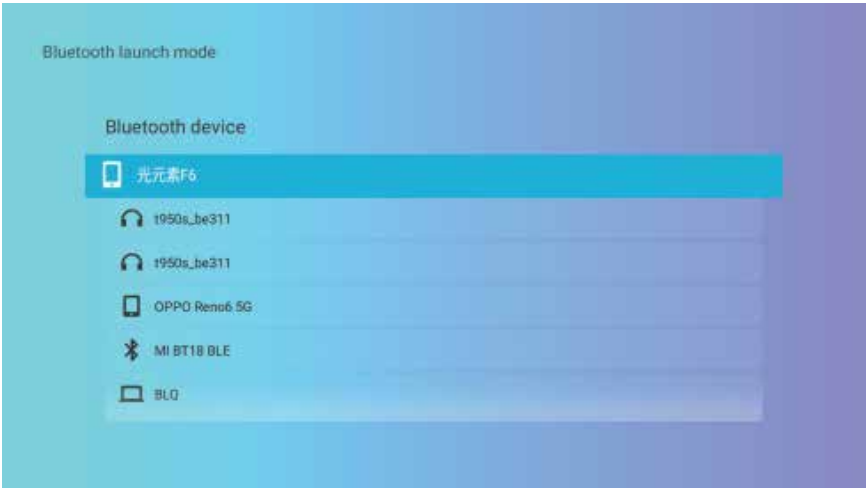 Bluetooth launch mode
Bluetooth device
光元素F6
t950s_be311
t950s_be311
OPPO Reno6 5G
MI BT18 BLE
BLQ